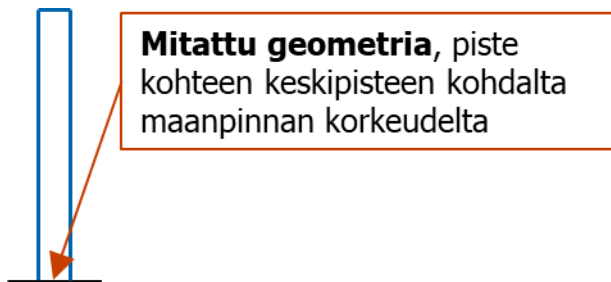 Mitattu geometria, piste
kohteen keskipisteen kohdalta
maanpinnan korkeudelta